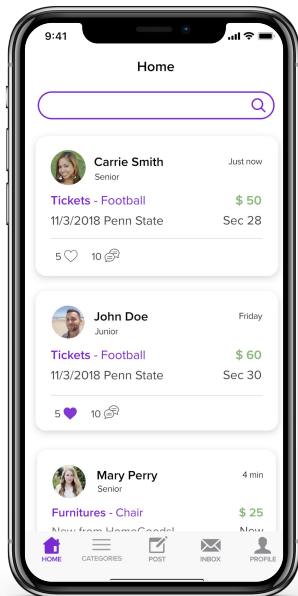 9:41
Home
Carrie Smith
Just now
Senior
Tickets - Football
$ 50
11/3/2018 Penn State
Sec 28
5
10
John Doe
Friday
Junior
Tickets - Football
$ 60
11/3/2018 Penn State
Sec 30
5
10
Mary Perry
4 min
Senior
Furnitures - Chair
$ 25
New from HomeGoods!
Now
HOME
CATEGORIES
POST
INBOX
PROFILE